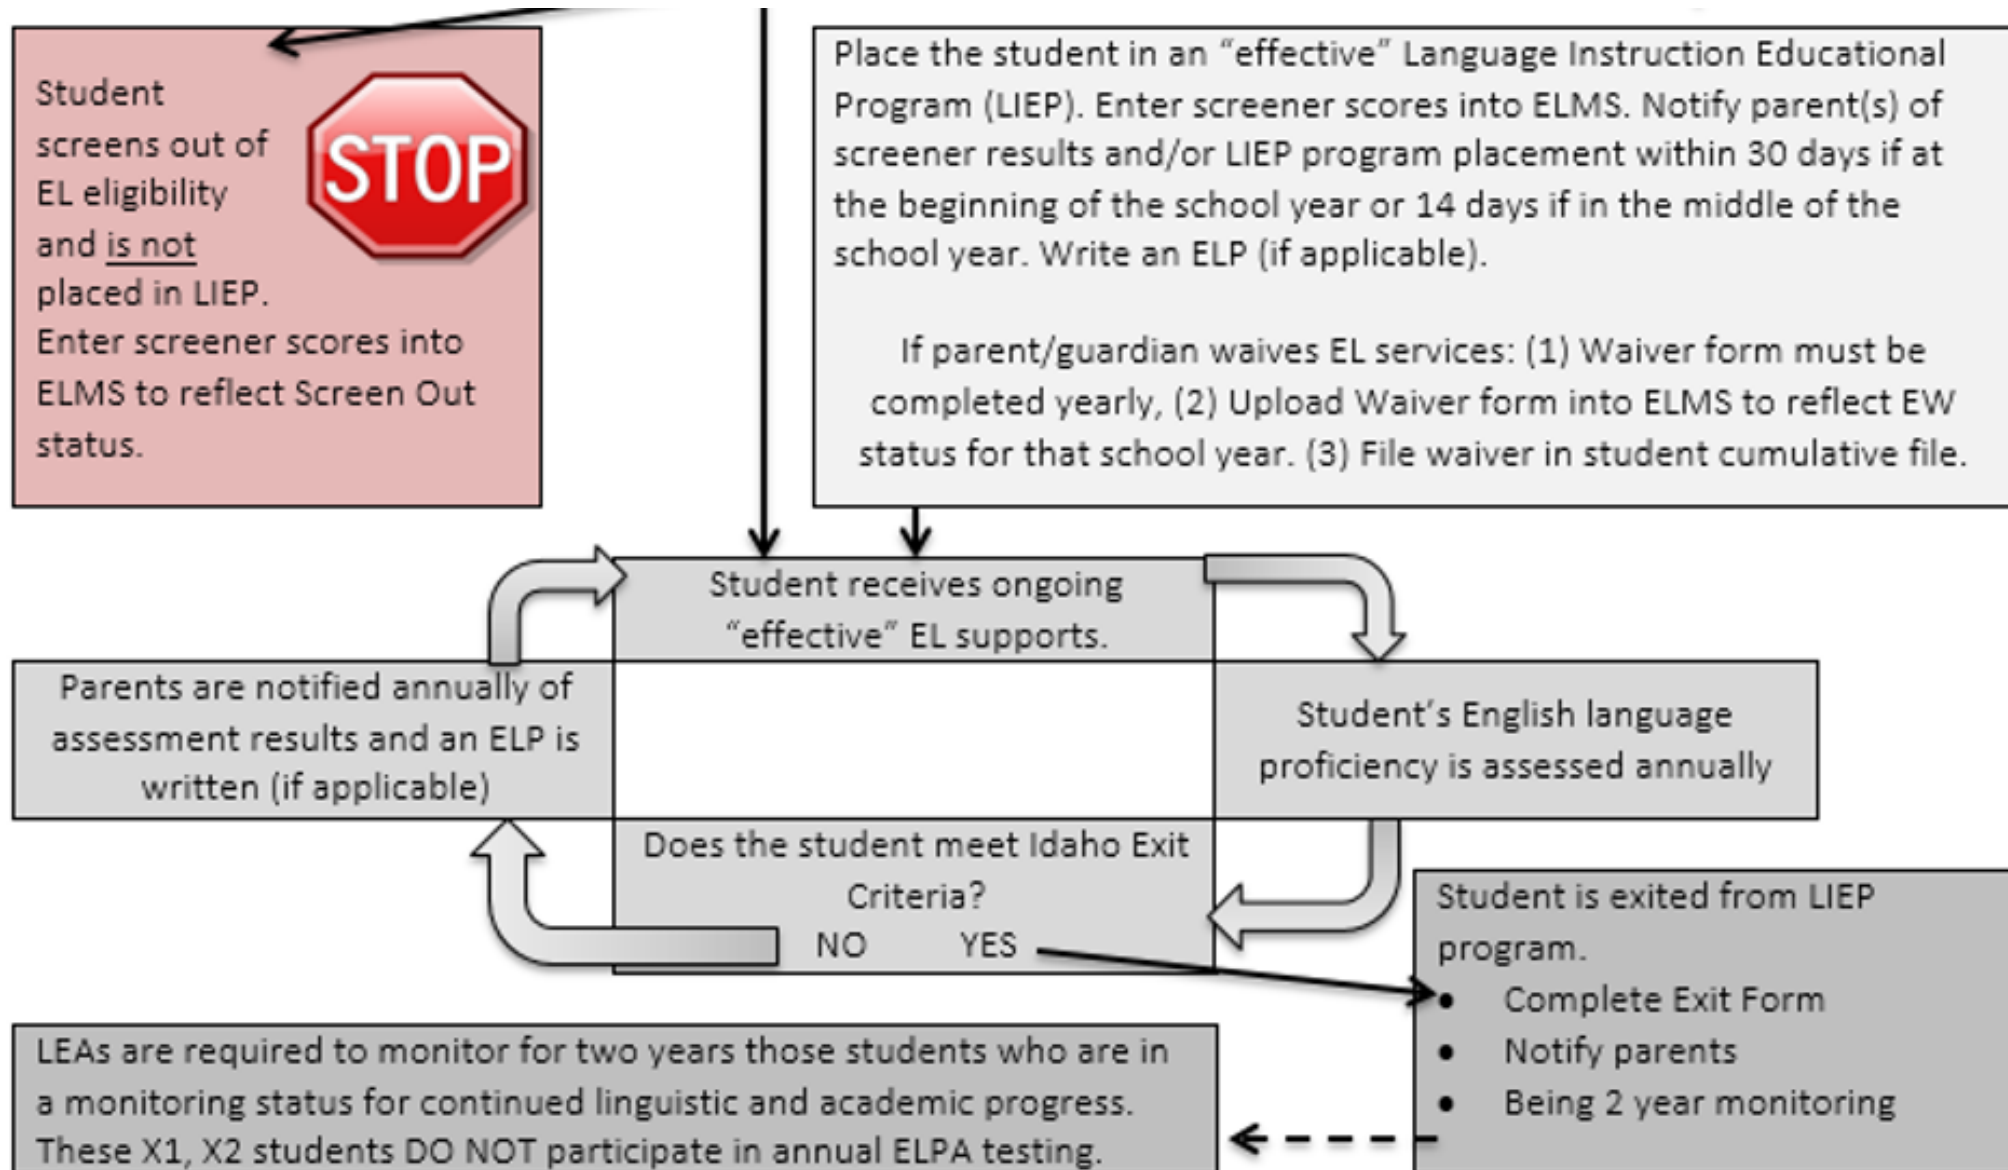 Student
screens out of
EL eligibility
and is not
placed in LIEP.
Enter screener scores into
ELMS to reflect Screen Out
status.
STOP
Place the student in an “effective” Language Instruction Educational
Program (LIEP). Enter screener scores into ELMS. Notify parent(s) of
screener results and/or LIEP program placement within 30 days if at
the beginning of the school year or 14 days if in the middle of the
school year. Write an ELP (if applicable).
If parent/guardian waives EL services: (1) Waiver form must be
completed yearly, (2) Upload Waiver form into ELMS to reflect EW
status for that school year. (3) File waiver in student cumulative file.
Student receives ongoing
“effective” EL supports.
Parents are notified annually of
assessment results and an ELP is
written (if applicable)
Student’s English language
proficiency is assessed annually
Does the student meet Idaho Exit
Criteria?
NO YES
Student is exited from LIEP
program.
• Complete Exit Form
• Notify parents
• Being 2 year monitoring
LEAs are required to monitor for two years those students who are in
a monitoring status for continued linguistic and academic progress.
These X1, X2 students DO NOT participate in annual ELPA testing.